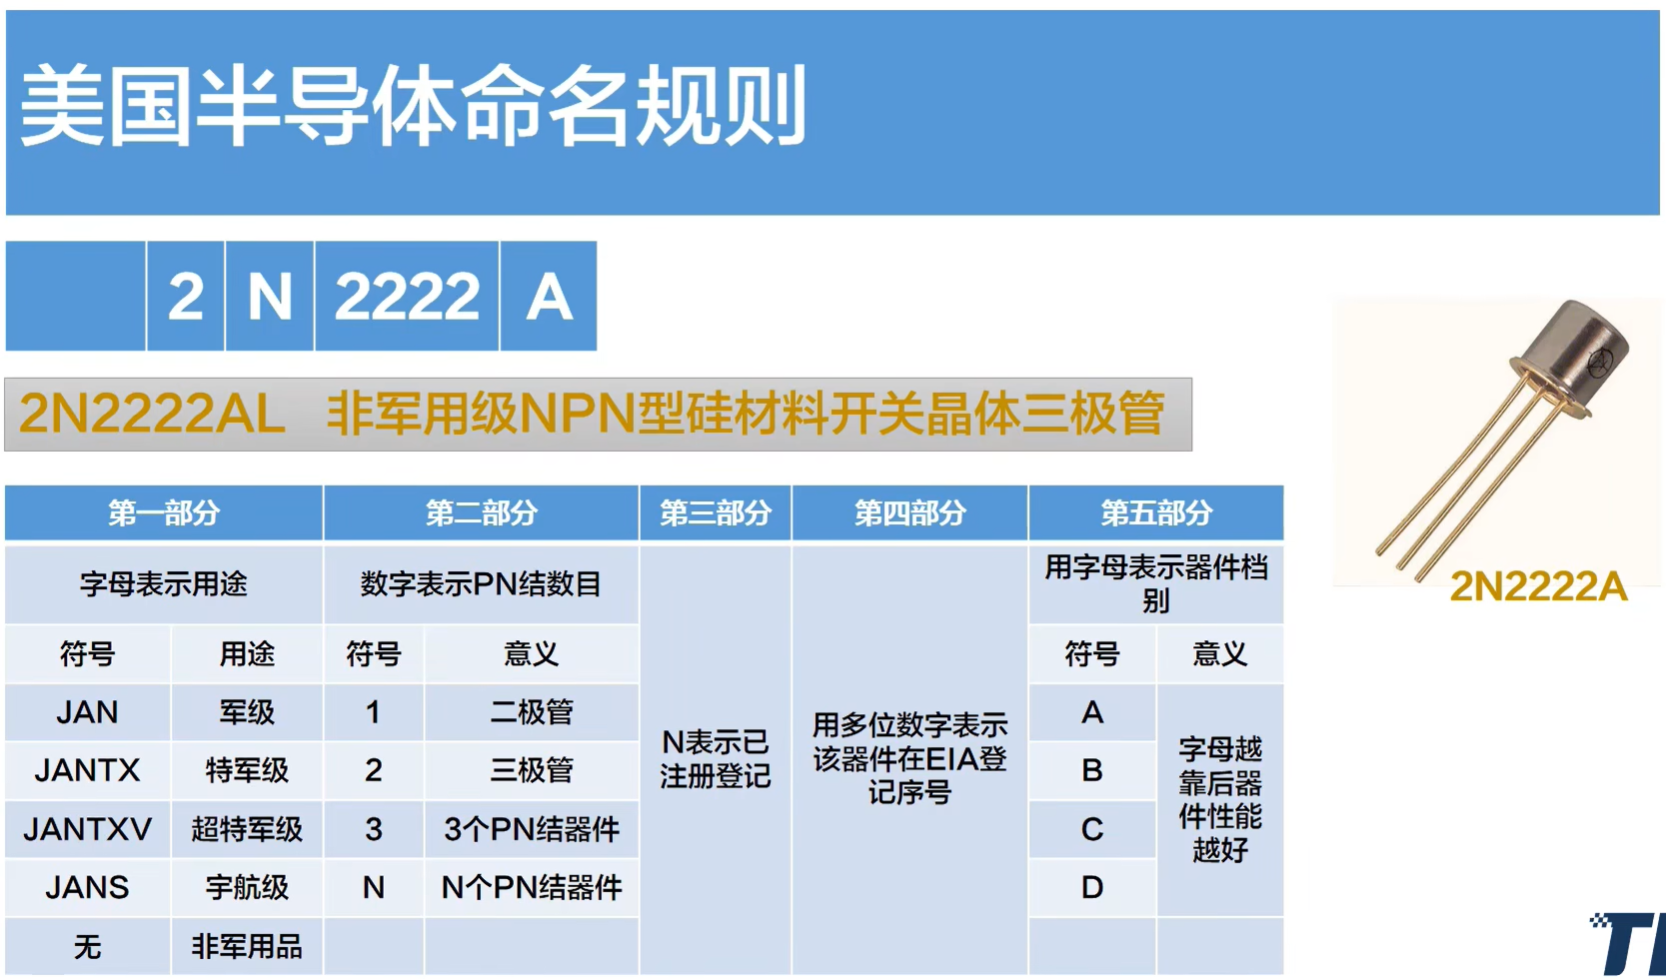 美国半导体命名规则
2 N 2222 A
2N2222AL 非军用级NPN型硅材料开关晶体三极管
2N2222A
第一部分 第二部分 第三部分 第四部分 第五部分
字母表示用途
数字表示PN结数目
用字母表示器件档
别
符号 用途 符号 意义 符号 意义
JAN 军级 1 二极管 A
JANTX 特军级 2 三极管 B
JANTXV 超特军级 3 3个PN结器件 C
JANS 宇航级 N N个PN结器件 D
无 非军用品
N表示已
注册登记
用多位数字表示
该器件在EIA登
记序号
字母越
靠后器
件性能
越好